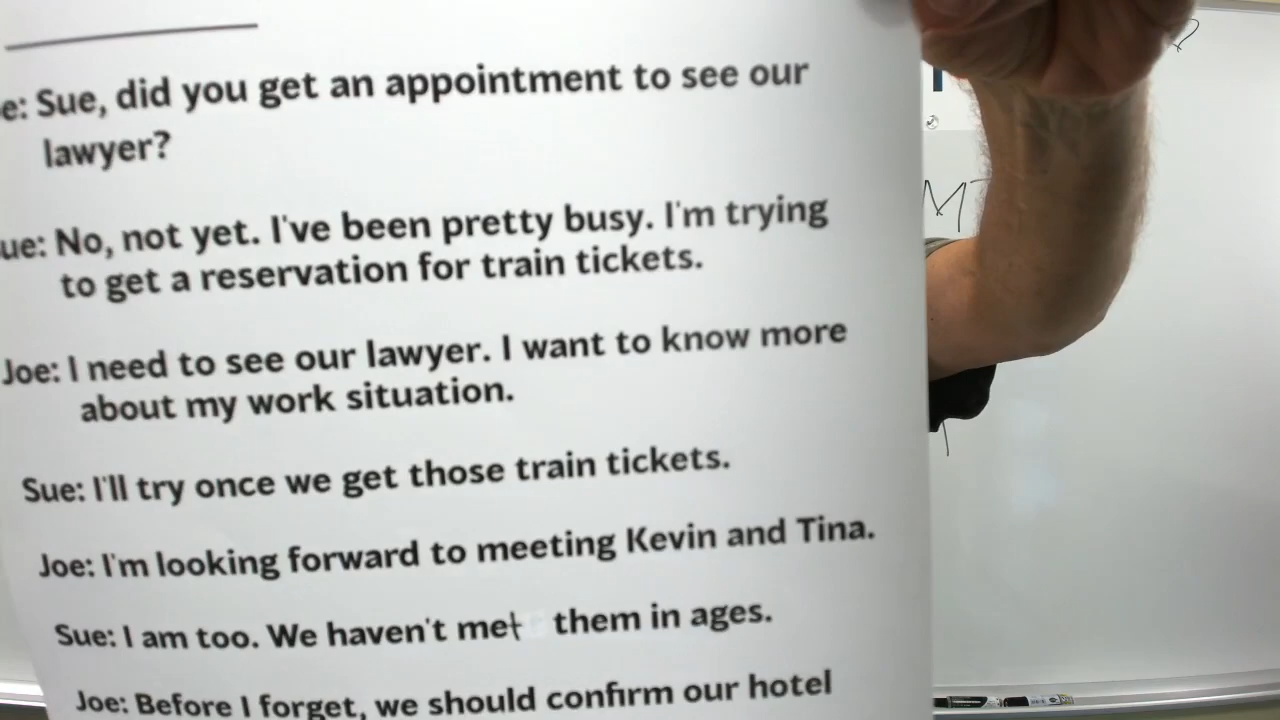 e: Sue, did you get an appointment to see our
lawyer?
ue: No, not yet. I've been pretty busy. I'm trying
to get a reservation for train tickets.
Joe: I need to see our lawyer. I want to know more
about my work situation.
Sue: I'll try once we get those train tickets.
Joe: I'm looking forward to meeting Kevin and Tina.
Sue: I am too. We haven't met them in ages.
Joe: Before I forget, we should confirm our hotel